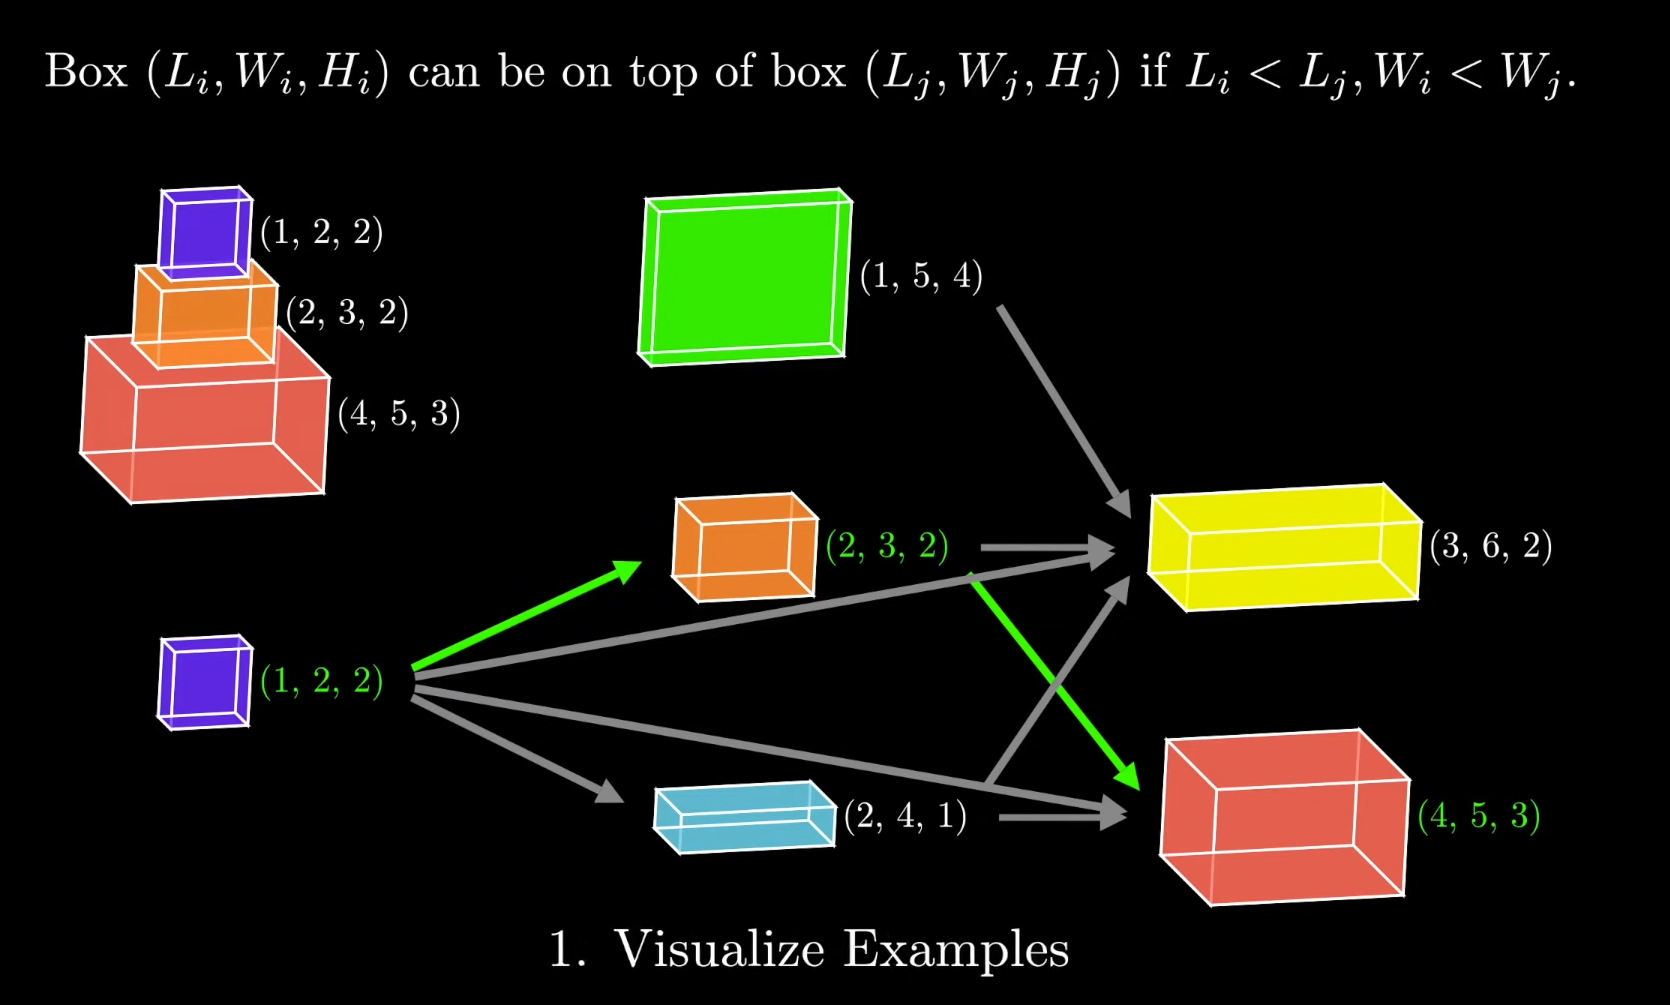 Box (L_i, W_i, H_i) can be on top of box (L_j, W_j, H_j) if L_i < L_j, W_i < W_j.
(1, 2, 2)
(2, 3, 2)
(4, 5, 3)
(1, 5, 4)
(2, 3, 2)
(3, 6, 2)
(1, 2, 2)
(2, 4, 1)
(4, 5, 3)
1. Visualize Examples